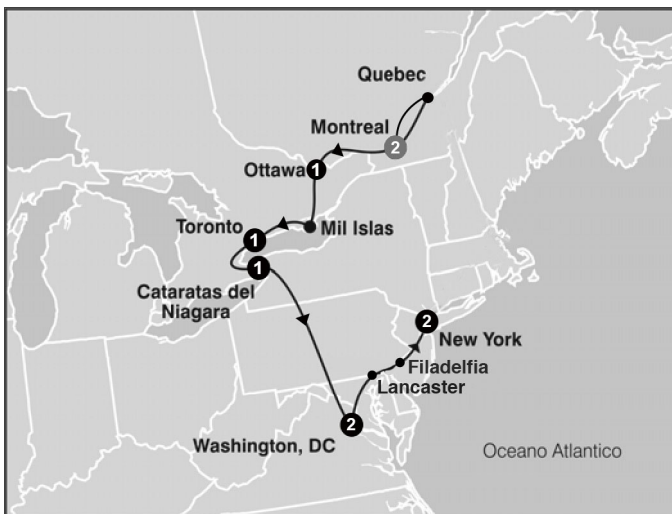 Quebec
Montreal
2
Ottawa
1
Toronto
1
Mil Islas
1
Cataratas del
Niagara
2
New York
Filadelfia
Lancaster
2
Washington, DC
Oceano Atlantico